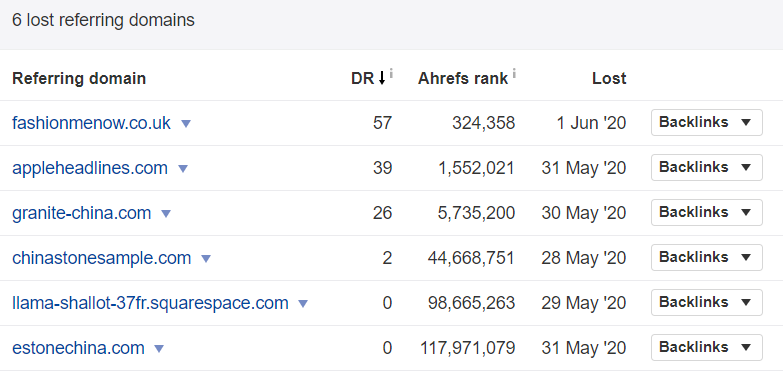 6 lost referring domains
Referring domain DR Ahrefs rank Lost
fashionmenow.co.uk 57 324,358 1 Jun '20 Backlinks
appleheadlines.com 39 1,552,021 31 May '20 Backlinks
granite-china.com 26 5,735,200 30 May '20 Backlinks
chinastonesample.com 2 44,668,751 28 May '20 Backlinks
llama-shallot-37fr.squarespace.com 0 98,665,263 29 May '20 Backlinks
estonechina.com 0 117,971,079 31 May '20 Backlinks